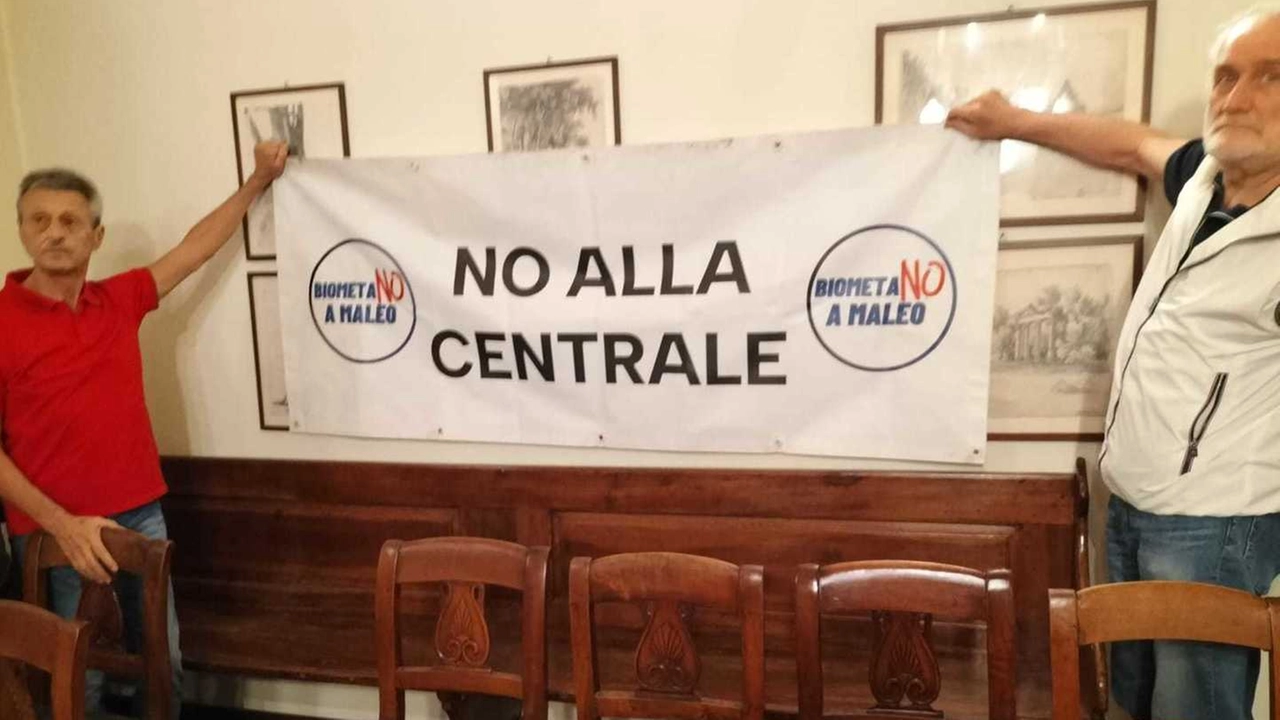 BIOMETANO
A MALEO
NO ALLA
CENTRALE
BIOMETANO
A MALEO